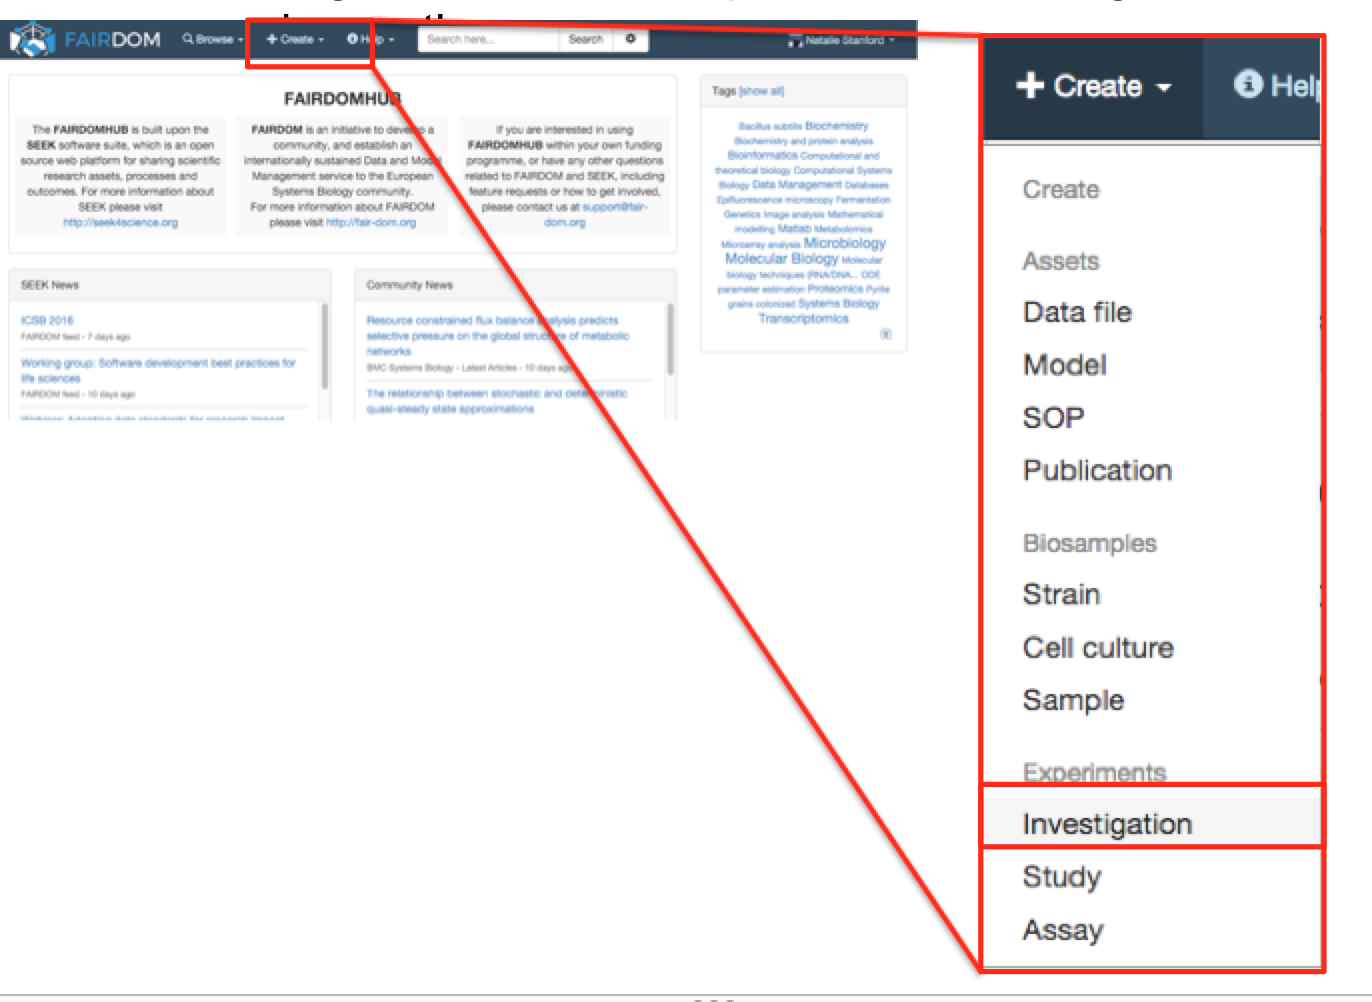 FAIRDOM Browse + Create Help Search here... Search Natalie Stanford
FAIRDOMHUB
The FAIRDOMHUB is built upon the
SEEK software suite, which is an open
source web platform for sharing scientific
research assets, processes and
outcomes. For more information about
SEEK please visit
http://seek4science.org
FAIRDOM is an initiative to develop a
community, and establish an
internationally sustained Data and Model
Management service to the European
Systems Biology community.
For more information about FAIRDOM
please visit http://fair-dom.org
If you are interested in using
FAIRDOMHUB within your own funding
programme, or have any other questions
related to FAIRDOM and SEEK, including
feature requests or how to get involved,
please contact us at support@fair-
dom.org
Tags [show all]
Bacillus subtilis Biochemistry
Biochemistry and protein analysis
Bioinformatics Computational and
theoretical biology Computational Systems
Biology Data Management Databases
Epifluorescence microscopy Fermentation
Genetics Image analysis Mathematical
modelling Matlab Metabolomics
Microarray analysis Microbiology
Molecular Biology Molecular
biology techniques (RNA/DNA... ODE
parameter estimation Proteomics Pyrite
grains colonized Systems Biology
Transcriptomics
SEEK News
ICSB 2016
FAIRDOM feed - 7 days ago
Working group: Software development best practices for
life sciences
FAIRDOM feed - 10 days ago
Webinar: Adopting data standards for research impact
Community News
Resource constrained flux balance analysis predicts
selective pressure on the global structure of metabolic
networks
BMC Systems Biology - Latest Articles - 10 days ago
The relationship between stochastic and deterministic
quasi-steady state approximations
+ Create Help
Create
Assets
Data file
Model
SOP
Publication
Biosamples
Strain
Cell culture
Sample
Experiments
Investigation
Study
Assay